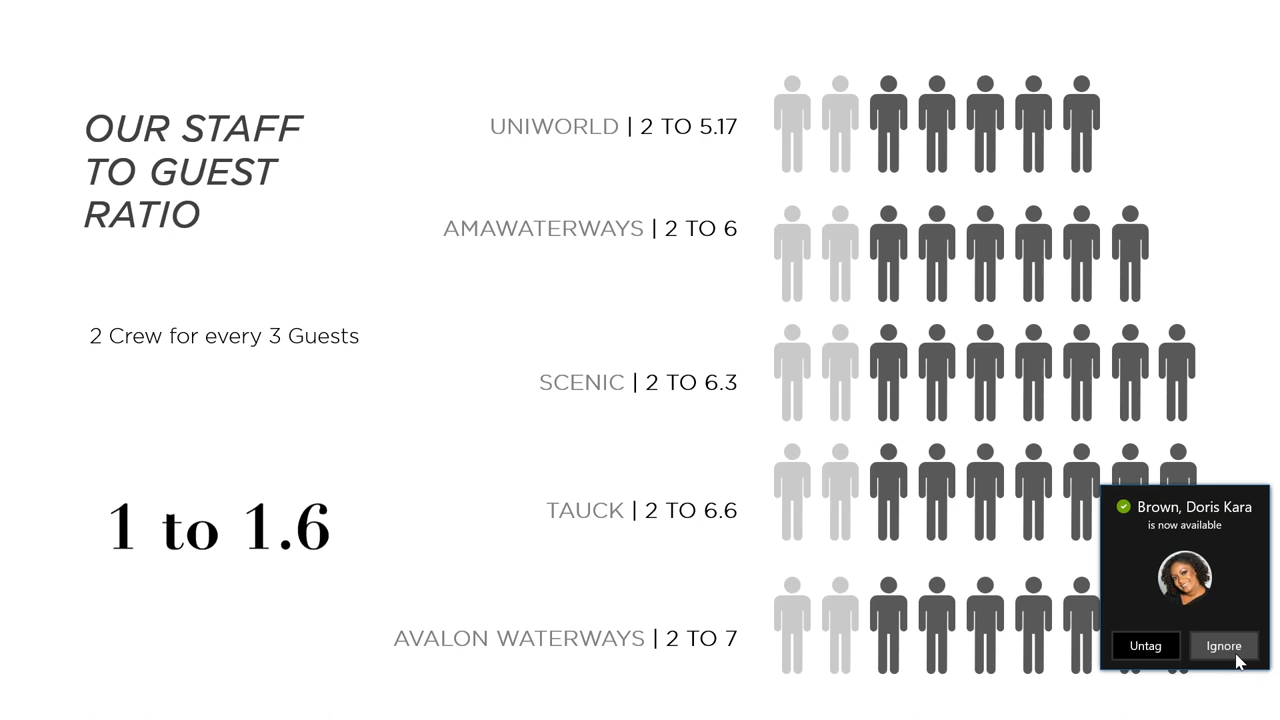 OUR STAFF
TO GUEST
RATIO
2 Crew for every 3 Guests
1 to 1.6
UNIWORLD | 2 TO 5.17
AMAWATERWAYS | 2 TO 6
SCENIC | 2 TO 6.3
TAUCK | 2 TO 6.6
AVALON WATERWAYS | 2 TO 7
Brown, Doris Kara
is now available
Untag
Ignore